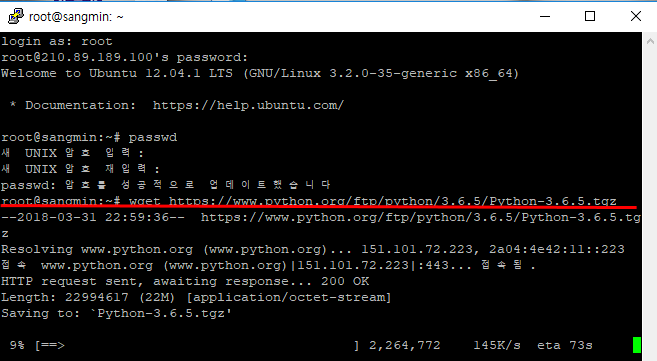 root@sangmin: ~
login as: root
root@210.89.189.100's password:
Welcome to Ubuntu 12.04.1 LTS (GNU/Linux 3.2.0-35-generic x86_64)
* Documentation:  https://help.ubuntu.com/
root@sangmin:~# passwd
새 UNIX 암호 입력:
새 UNIX 암호 재입력:
passwd: 암호를 성공적으로 업데이트했습니다
root@sangmin:~# wget https://www.python.org/ftp/python/3.6.5/Python-3.6.5.tgz
--2018-03-31 22:59:36--  https://www.python.org/ftp/python/3.6.5/Python-3.6.5.tg
z
Resolving www.python.org (www.python.org)... 151.101.72.223, 2a04:4e42:11::223
접속 www.python.org (www.python.org)|151.101.72.223|:443... 접속됨.
HTTP request sent, awaiting response... 200 OK
Length: 22994617 (22M) [application/octet-stream]
Saving to: `Python-3.6.5.tgz'
9% [==>                                    ] 2,264,772    145K/s  eta 73s